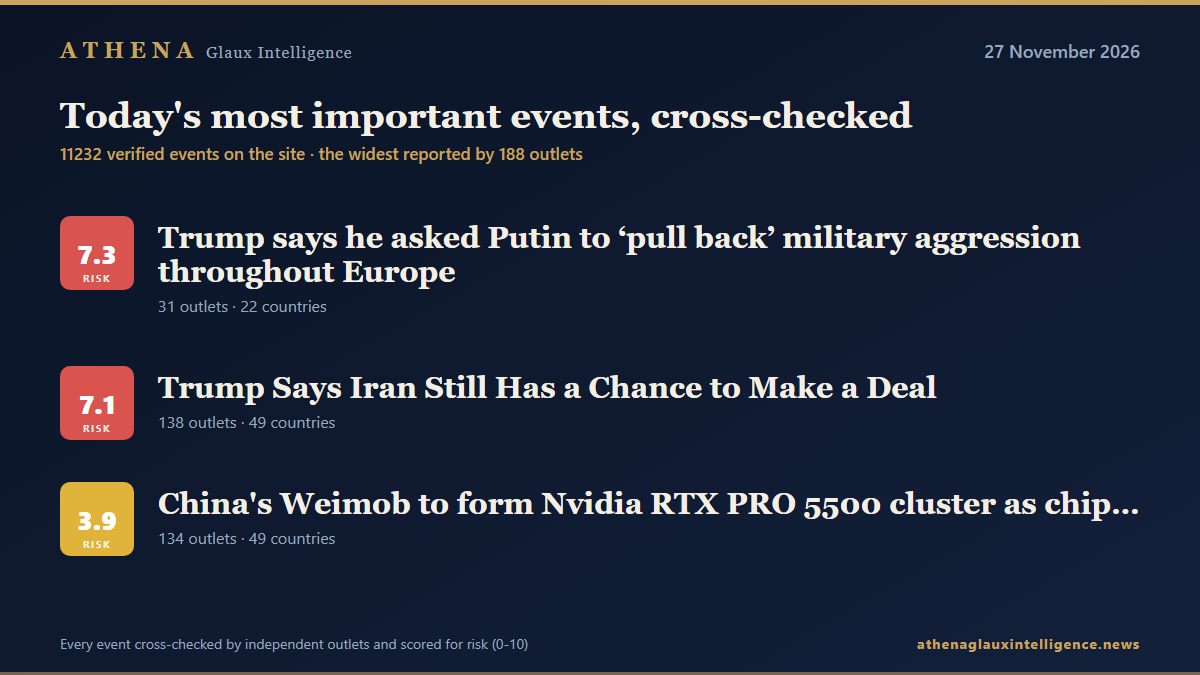 ATHENA Glaux Intelligence
27 November 2026
Today's most important events, cross-checked
11232 verified events on the site · the widest reported by 188 outlets
7.3
RISK
Trump says he asked Putin to ‘pull back’ military aggression
throughout Europe
31 outlets · 22 countries
7.1
RISK
Trump Says Iran Still Has a Chance to Make a Deal
138 outlets · 49 countries
3.9
RISK
China's Weimob to form Nvidia RTX PRO 5500 cluster as chip...
134 outlets · 49 countries
Every event cross-checked by independent outlets and scored for risk (0-10)
athenaglauxintelligence.news